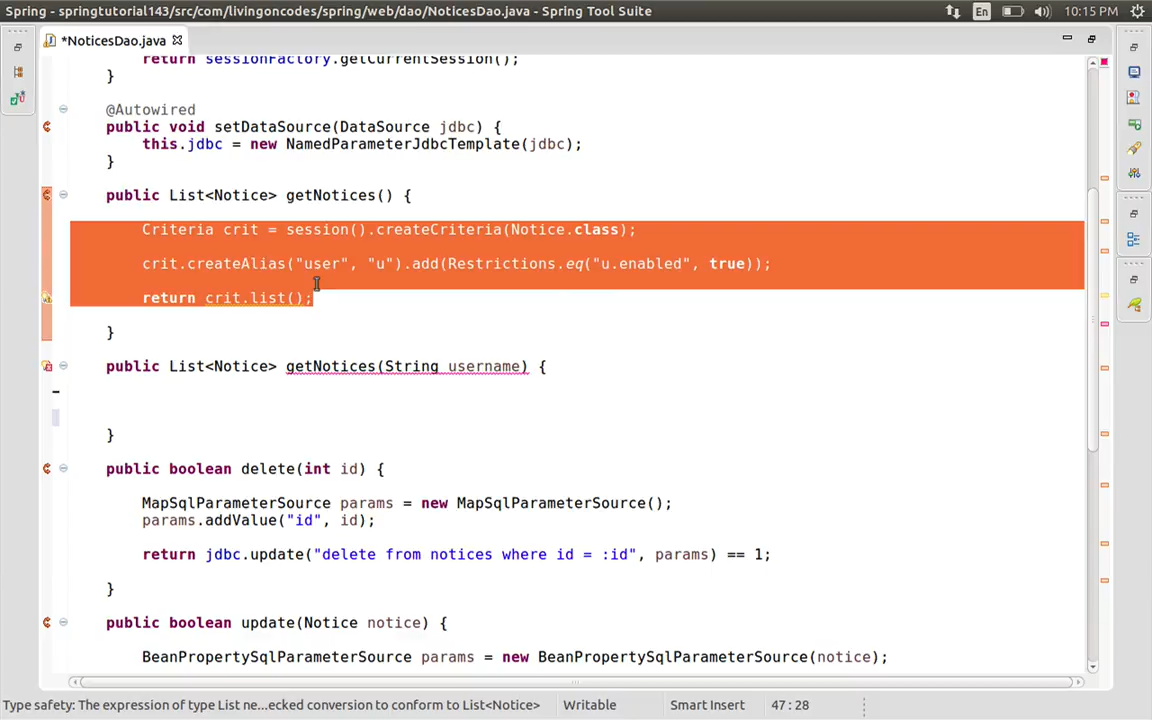 Spring - springtutorial143/src/com/livingoncodes/spring/web/dao/NoticesDao.java - Spring Tool Suite
En
10:15 PM
*NoticesDao.java
return sessionFactory.getCurrentSession();
}
@Autowired
public void setDataSource(DataSource jdbc) {
this.jdbc = new NamedParameterJdbcTemplate(jdbc);
}
public List<Notice> getNotices() {
Criteria crit = session().createCriteria(Notice.class);
crit.createAlias("user", "u").add(Restrictions.eq("u.enabled", true));
return crit.list();
}
public List<Notice> getNotices(String username) {
}
public boolean delete(int id) {
MapSqlParameterSource params = new MapSqlParameterSource();
params.addValue("id", id);
return jdbc.update("delete from notices where id = :id", params) == 1;
}
public boolean update(Notice notice) {
BeanPropertySqlParameterSource params = new BeanPropertySqlParameterSource(notice);
Type safety: The expression of type List ne...ecked conversion to conform to List<Notice>
Writable
Smart Insert
47 : 28